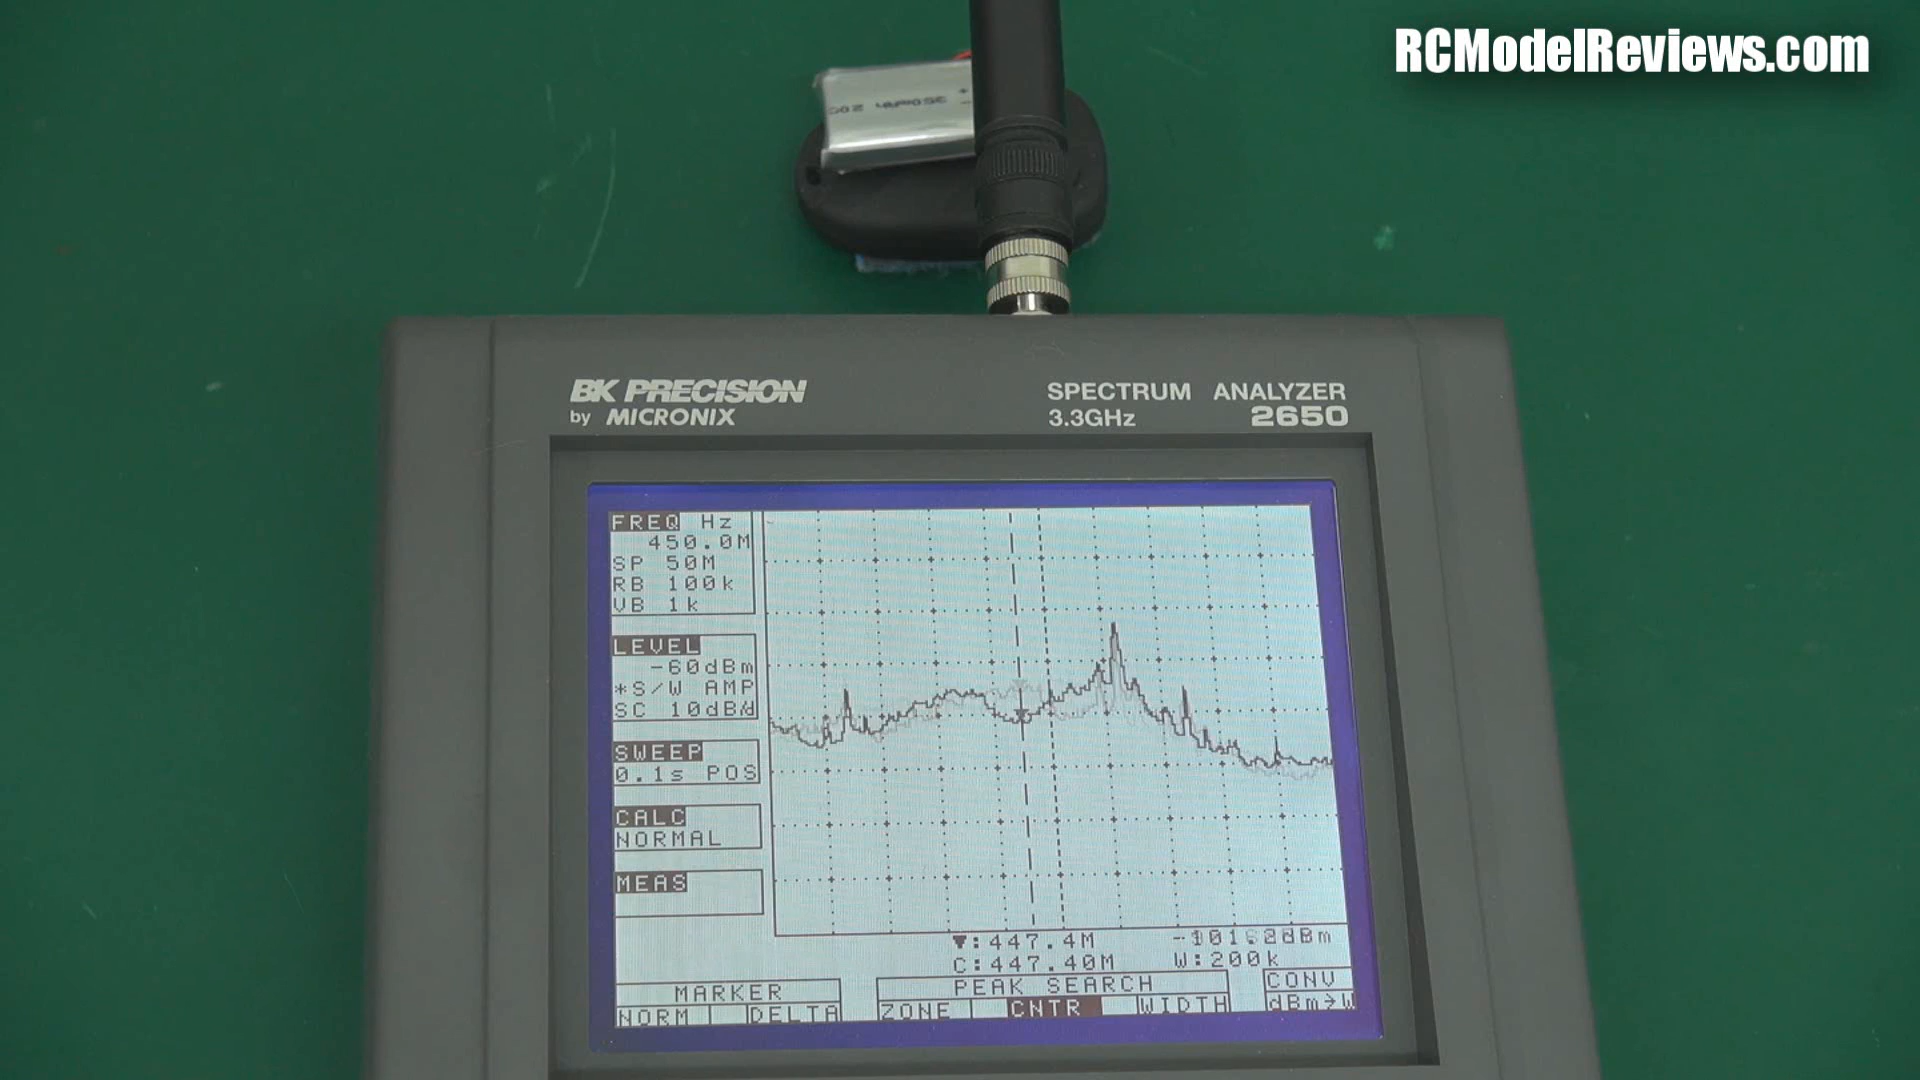 RCModelReviews.com
BK PRECISION
by MICRONIX
SPECTRUM ANALYZER
3.3GHz 2650
FREQ Hz
450.0M
SP 50M
RB 100k
VB 1k
LEVEL
-60dBm
*S/W AMP
SC 10dB/d
SWEEP
0.1s POS
CALC
NORMAL
MEAS
▼:447.4M
C:447.40M W:200k
MARKER
NORM DELTA
PEAK SEARCH
ZONE CNTR WIDTH
CONV
dBm→W